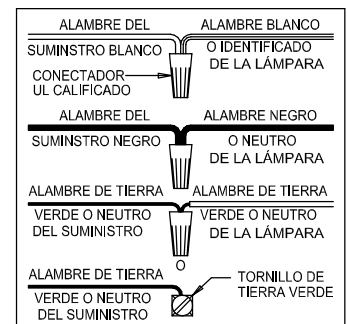 ALAMBRE DEL
SUMINSTRO BLANCO
ALAMBRE BLANCO
O IDENTIFICADO
DE LA LÁMPARA
CONECTADOR
UL CALIFICADO
ALAMBRE DEL
SUMINSTRO NEGRO
ALAMBRE NEGRO
O NEUTRO
DE LA LÁMPARA
ALAMBRE DE TIERRA
VERDE O NEUTRO
DEL SUMINISTRO
ALAMBRE DE TIERRA
VERDE O NEUTRO
DE LA LÁMPARA
O
ALAMBRE DE TIERRA
VERDE O NEUTRO
DEL SUMINISTRO
TORNILLO DE
TIERRA VERDE